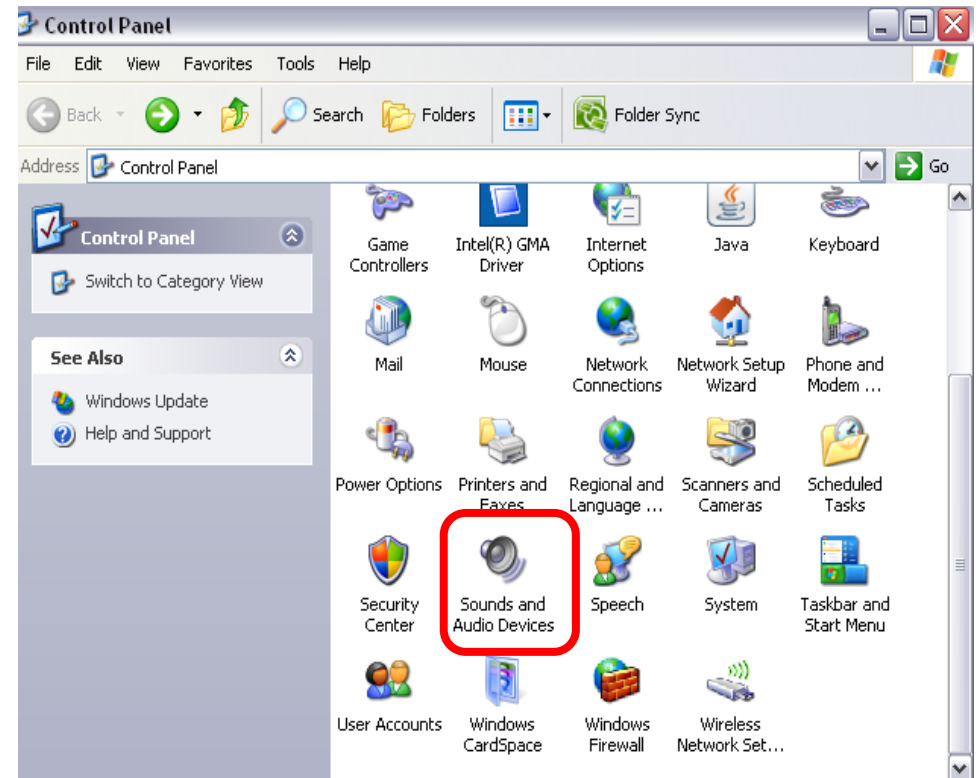 Control Panel
File Edit View Favorites Tools Help
Back Search Folders Folder Sync
Address Control Panel Go
Control Panel
Switch to Category View
See Also
Windows Update
Help and Support
Game Controllers
Intel(R) GMA Driver
Internet Options
Java
Keyboard
Mail
Mouse
Network Connections
Network Setup Wizard
Phone and Modem ...
Power Options
Printers and Faxes
Regional and Language ...
Scanners and Cameras
Scheduled Tasks
Security Center
Sounds and Audio Devices
Speech
System
Taskbar and Start Menu
User Accounts
Windows CardSpace
Windows Firewall
Wireless Network Set...